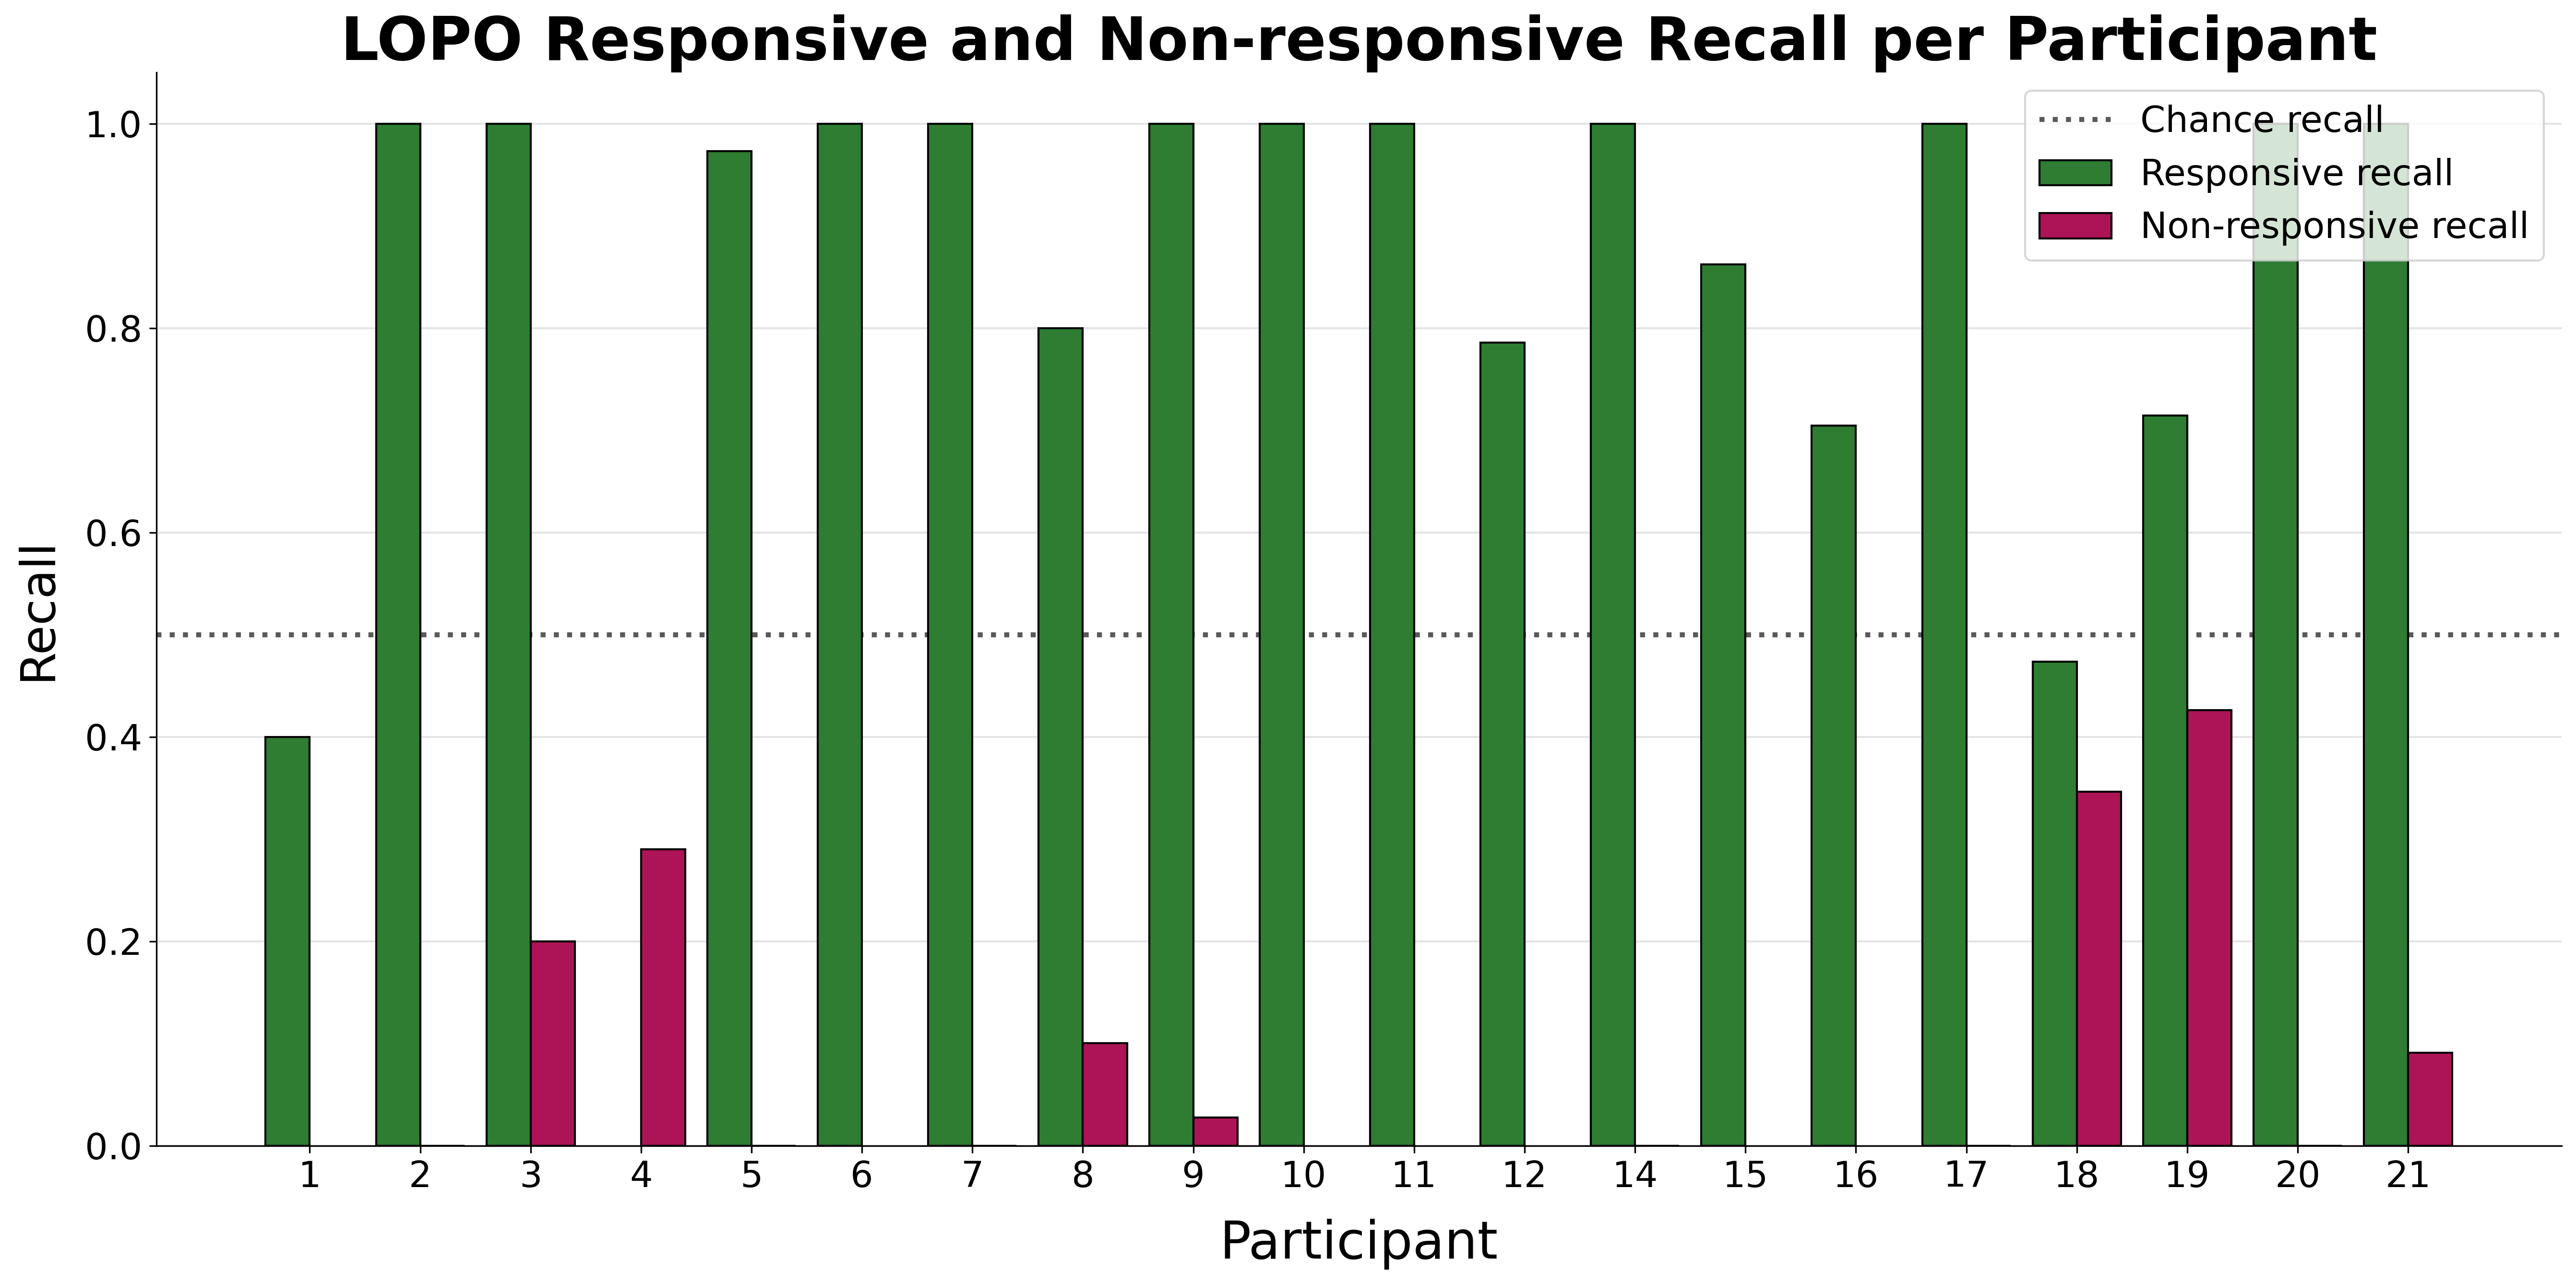 LOPO Responsive and Non-responsive Recall per Participant
Chance recall
Responsive recall
Non-responsive recall
1.0
0.8
0.6
0.4
0.2
0.0
Recall
1 2 3 4 5 6 7 8 9 10 11 12 14 15 16 17 18 19 20 21
Participant